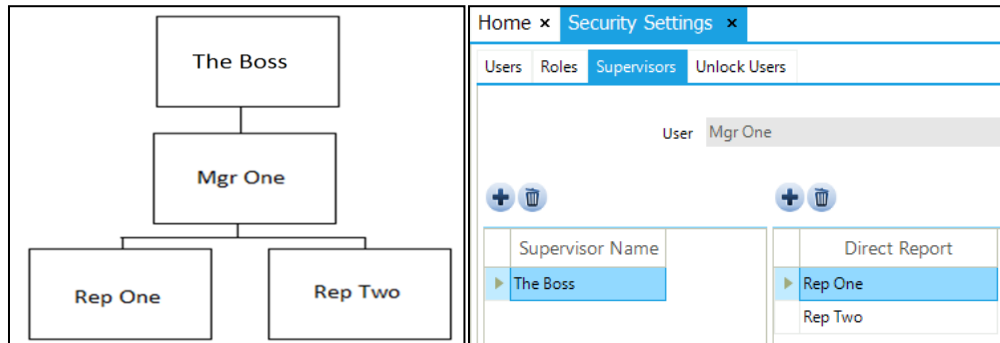 The Boss
Mgr One
Rep One
Rep Two
Home × Security Settings ×
Users Roles Supervisors Unlock Users
User Mgr One
Supervisor Name
The Boss
Direct Report
Rep One
Rep Two